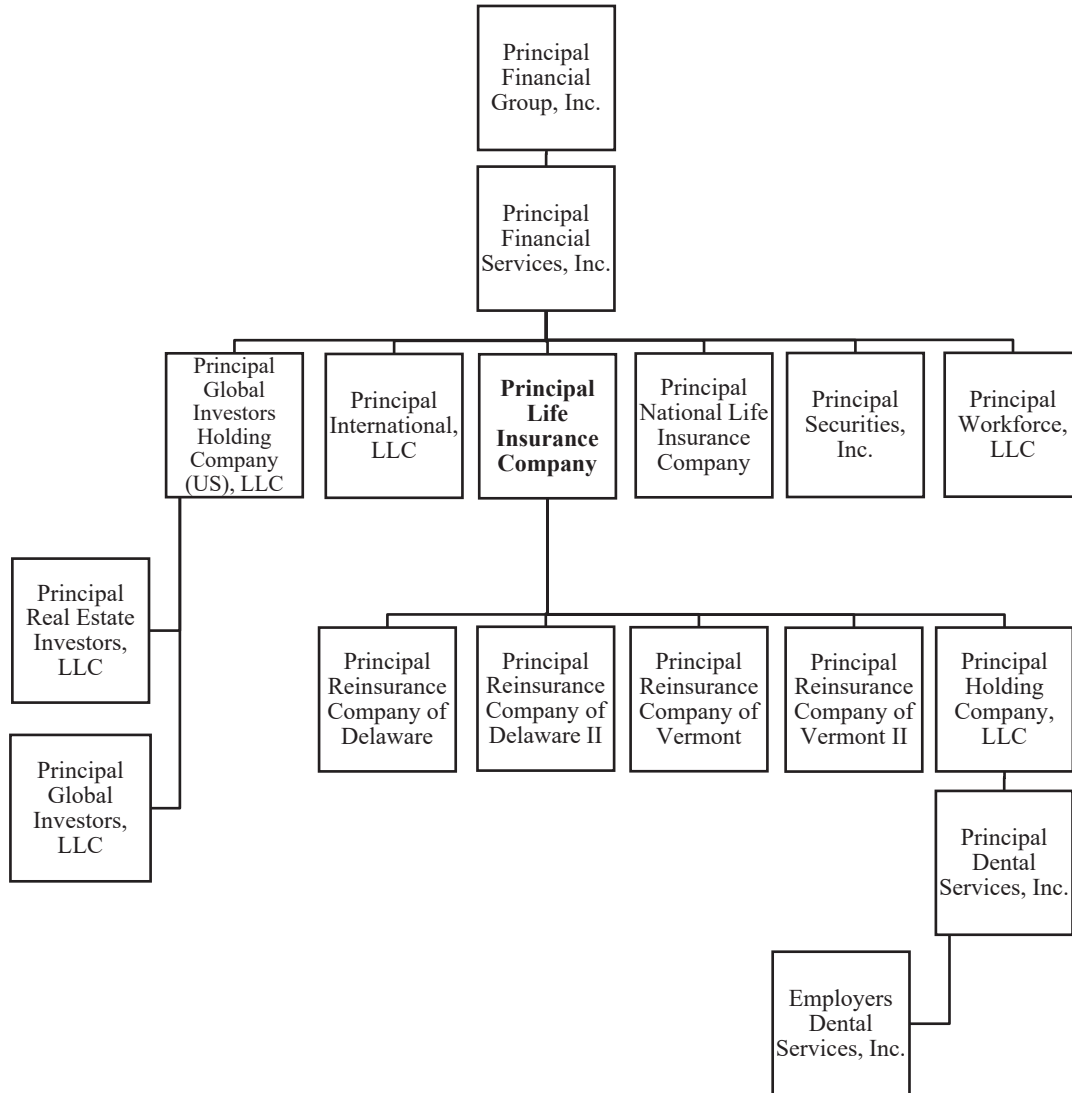 Principal
Financial
Group, Inc.
Principal
Financial
Services, Inc.
Principal
Global
Investors
Holding
Company
(US), LLC
Principal
International,
LLC
Principal
Life
Insurance
Company
Principal
National Life
Insurance
Company
Principal
Securities,
Inc.
Principal
Workforce,
LLC
Principal
Real Estate
Investors,
LLC
Principal
Global
Investors,
LLC
Principal
Reinsurance
Company of
Delaware
Principal
Reinsurance
Company of
Delaware II
Principal
Reinsurance
Company of
Vermont
Principal
Reinsurance
Company of
Vermont II
Principal
Holding
Company,
LLC
Principal
Dental
Services, Inc.
Employers
Dental
Services, Inc.